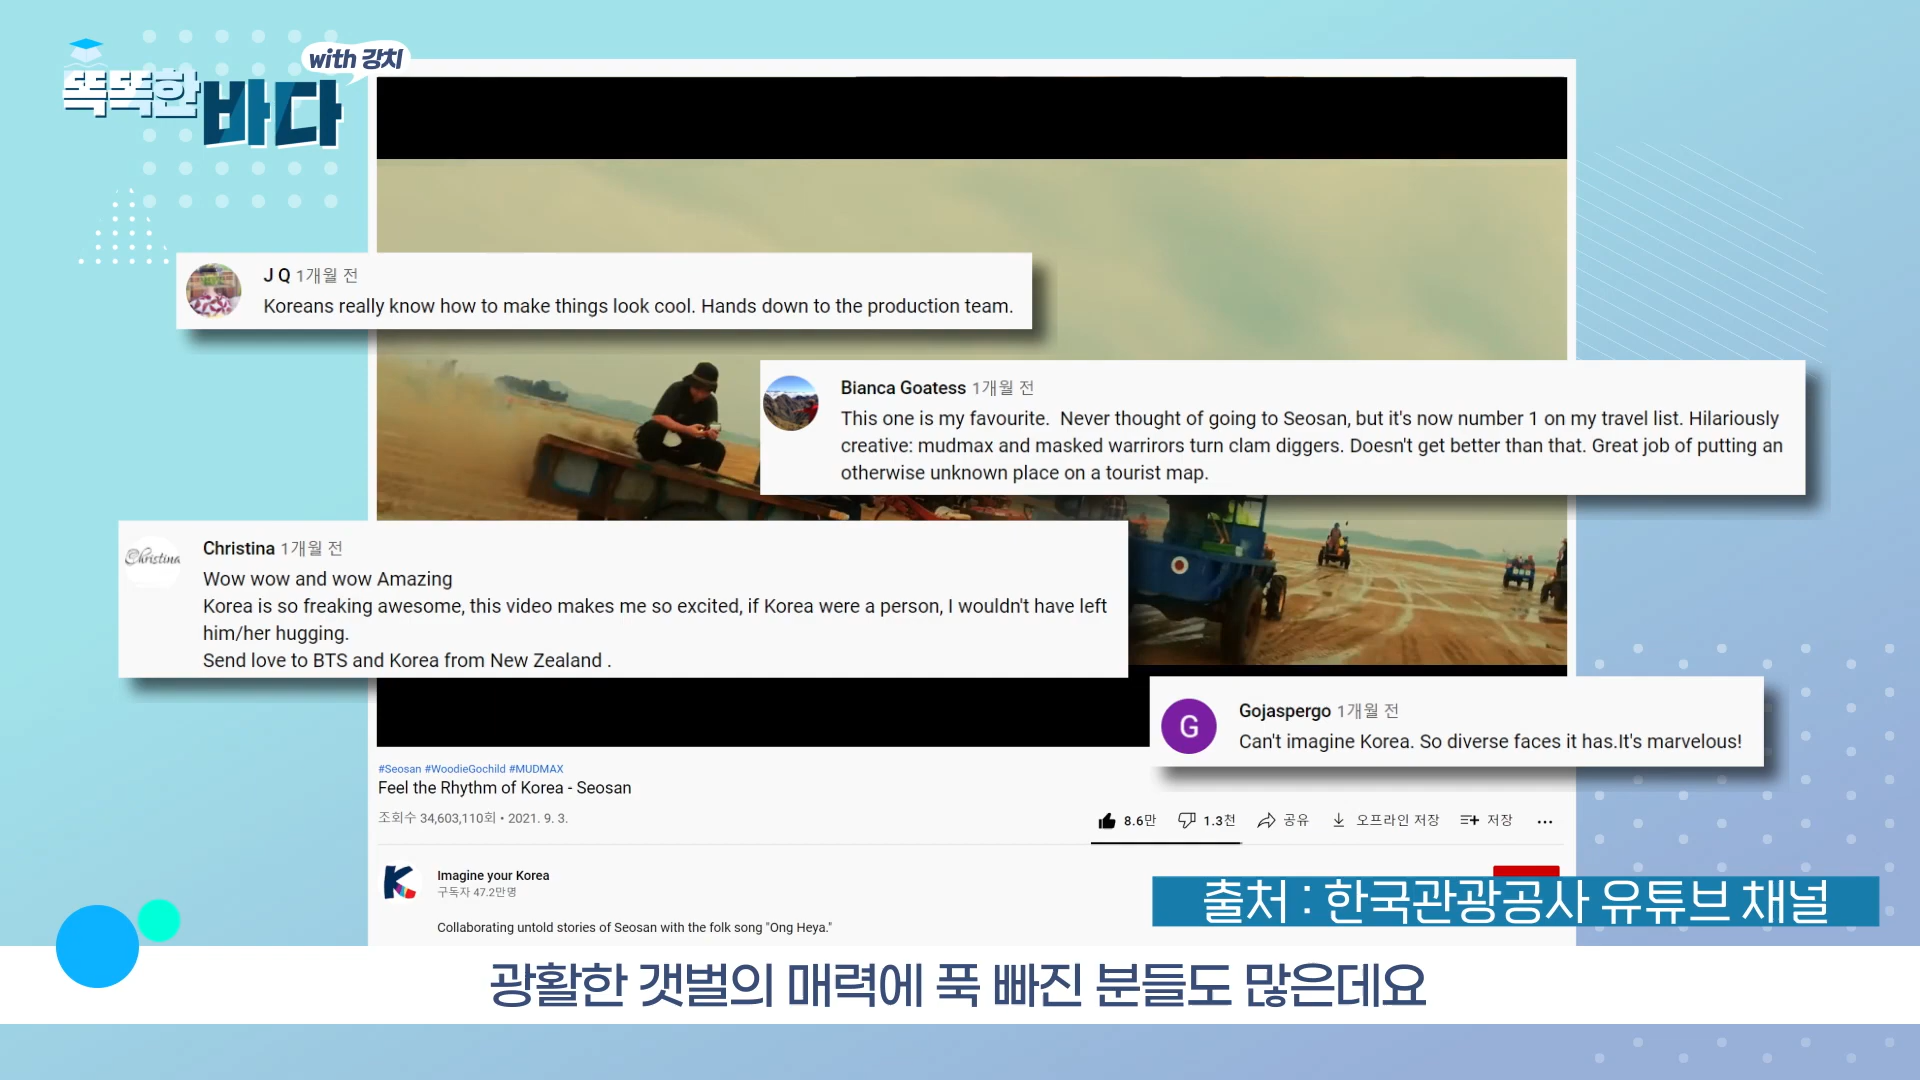 with 강치
똑똑한 바다
J Q 1개월 전
Koreans really know how to make things look cool. Hands down to the production team.
Bianca Goatess 1개월 전
This one is my favourite.  Never thought of going to Seosan, but it's now number 1 on my travel list. Hilariously
creative: mudmax and masked warrirors turn clam diggers. Doesn't get better than that. Great job of putting an
otherwise unknown place on a tourist map.
Christina
Christina 1개월 전
Wow wow and wow Amazing
Korea is so freaking awesome, this video makes me so excited, if Korea were a person, I wouldn't have left
him/her hugging.
Send love to BTS and Korea from New Zealand .
G
Gojaspergo 1개월 전
Can't imagine Korea. So diverse faces it has.It's marvelous!
#Seosan #WoodieGochild #MUDMAX
Feel the Rhythm of Korea - Seosan
조회수 34,603,110회 • 2021. 9. 3.
8.6만 1.3천 공유 오프라인 저장 저장 ...
Imagine your Korea
구독자 47.2만명
Collaborating untold stories of Seosan with the folk song "Ong Heya."
출처 : 한국관광공사 유튜브 채널
광활한 갯벌의 매력에 푹 빠진 분들도 많은데요